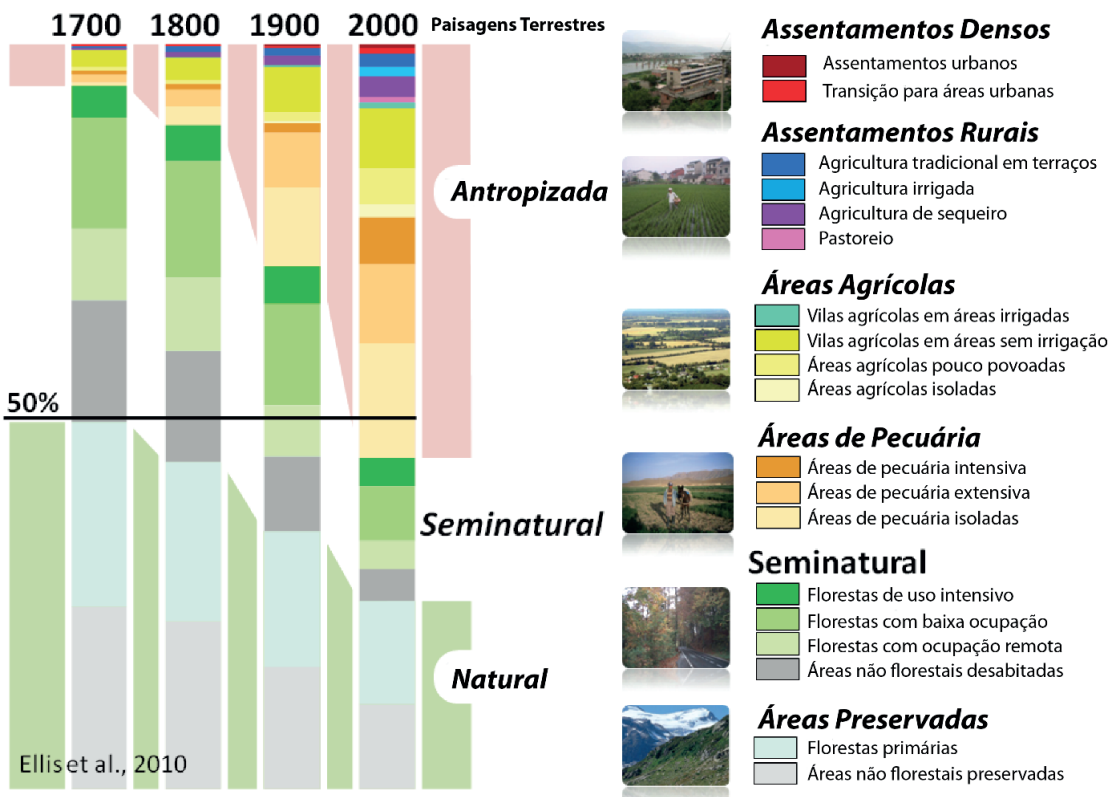 1700 1800 1900 2000 Paisagens Terrestres
50%
Antropizada
Seminatural
Natural
Ellis et al., 2010
Assentamentos Densos
Assentamentos urbanos
Transição para áreas urbanas
Assentamentos Rurais
Agricultura tradicional em terraços
Agricultura irrigada
Agricultura de sequeiro
Pastoreio
Áreas Agrícolas
Vilas agrícolas em áreas irrigadas
Vilas agrícolas em áreas sem irrigação
Áreas agrícolas pouco povoadas
Áreas agrícolas isoladas
Áreas de Pecuária
Áreas de pecuária intensiva
Áreas de pecuária extensiva
Áreas de pecuária isoladas
Seminatural
Florestas de uso intensivo
Florestas com baixa ocupação
Florestas com ocupação remota
Áreas não florestais desabitadas
Áreas Preservadas
Florestas primárias
Áreas não florestais preservadas